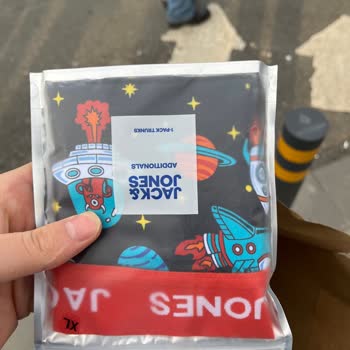 JACK&
JONES
ADDITIONALS
1-PACK TRUNKS
JONES JAC
XL